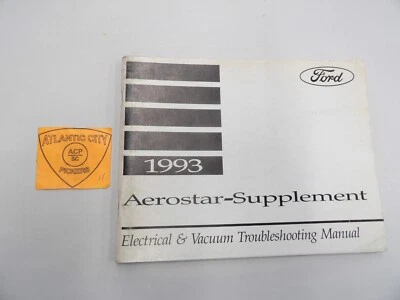 ATLANTIC CITY
ACP
SC
PICKERS
Ford
1993
Aerostar-Supplement
Electrical & Vacuum Troubleshooting Manual